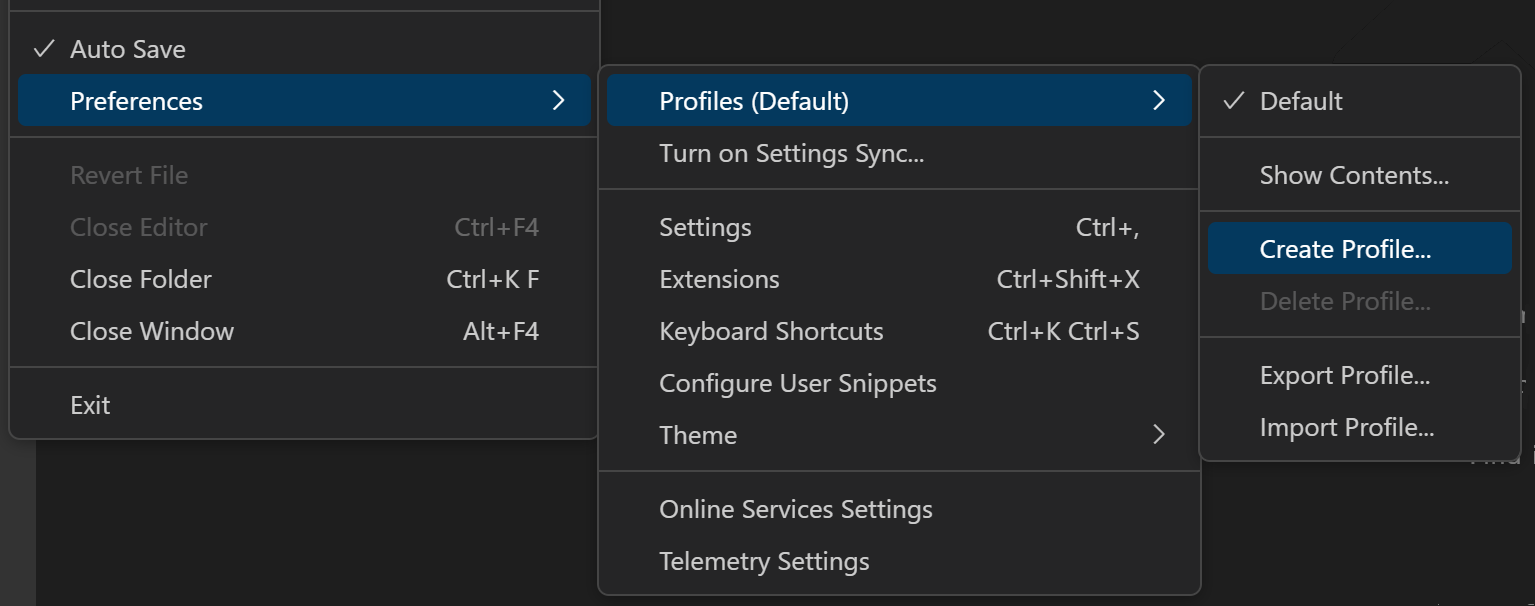 Auto Save
Preferences
Revert File
Close Editor Ctrl+F4
Close Folder Ctrl+K F
Close Window Alt+F4
Exit
Profiles (Default)
Turn on Settings Sync...
Settings Ctrl+,
Extensions Ctrl+Shift+X
Keyboard Shortcuts Ctrl+K Ctrl+S
Configure User Snippets
Theme
Online Services Settings
Telemetry Settings
Default
Show Contents...
Create Profile...
Delete Profile...
Export Profile...
Import Profile...